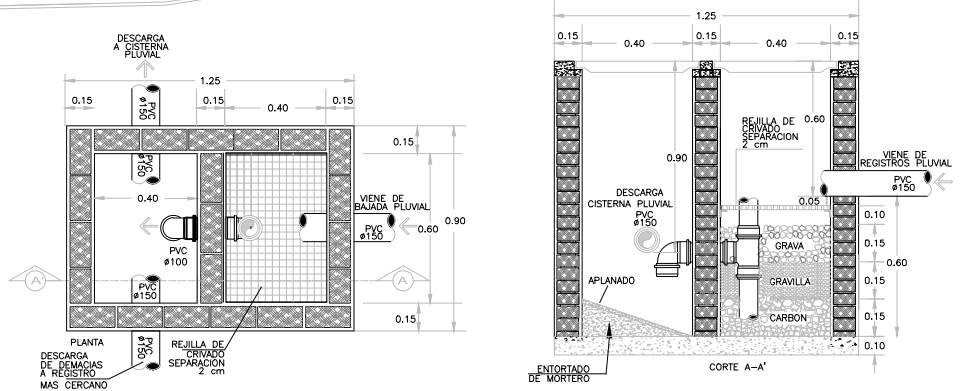 DESCARGA
A CISTERNA
PLUVIAL
1.25
0.15
PVC
ø150
0.15
0.40
0.15
0.15
PVC
ø150
0.40
VIENE DE
BAJADA PLUVIAL
0.60
0.90
PVC
ø150
PVC
ø100
A
A
PVC
ø150
0.15
PLANTA
DESCARGA
DE DEMACIAS
A REGISTRO
MAS CERCANO
PVC
ø150
REJILLA DE
CRIVADO
SEPARACION
2 cm
1.25
0.15
0.40
0.15
0.40
0.15
0.90
0.60
REJILLA DE
CRIVADO
SEPARACION
2 cm
VIENE DE
REGISTROS PLUVIAL
PVC
ø150
DESCARGA
CISTERNA PLUVIAL
PVC
ø150
0.05
0.10
GRAVA
0.15
0.60
APLANADO
GRAVILLA
0.15
CARBON
0.15
0.10
ENTORTADO
DE MORTERO
CORTE A-A'